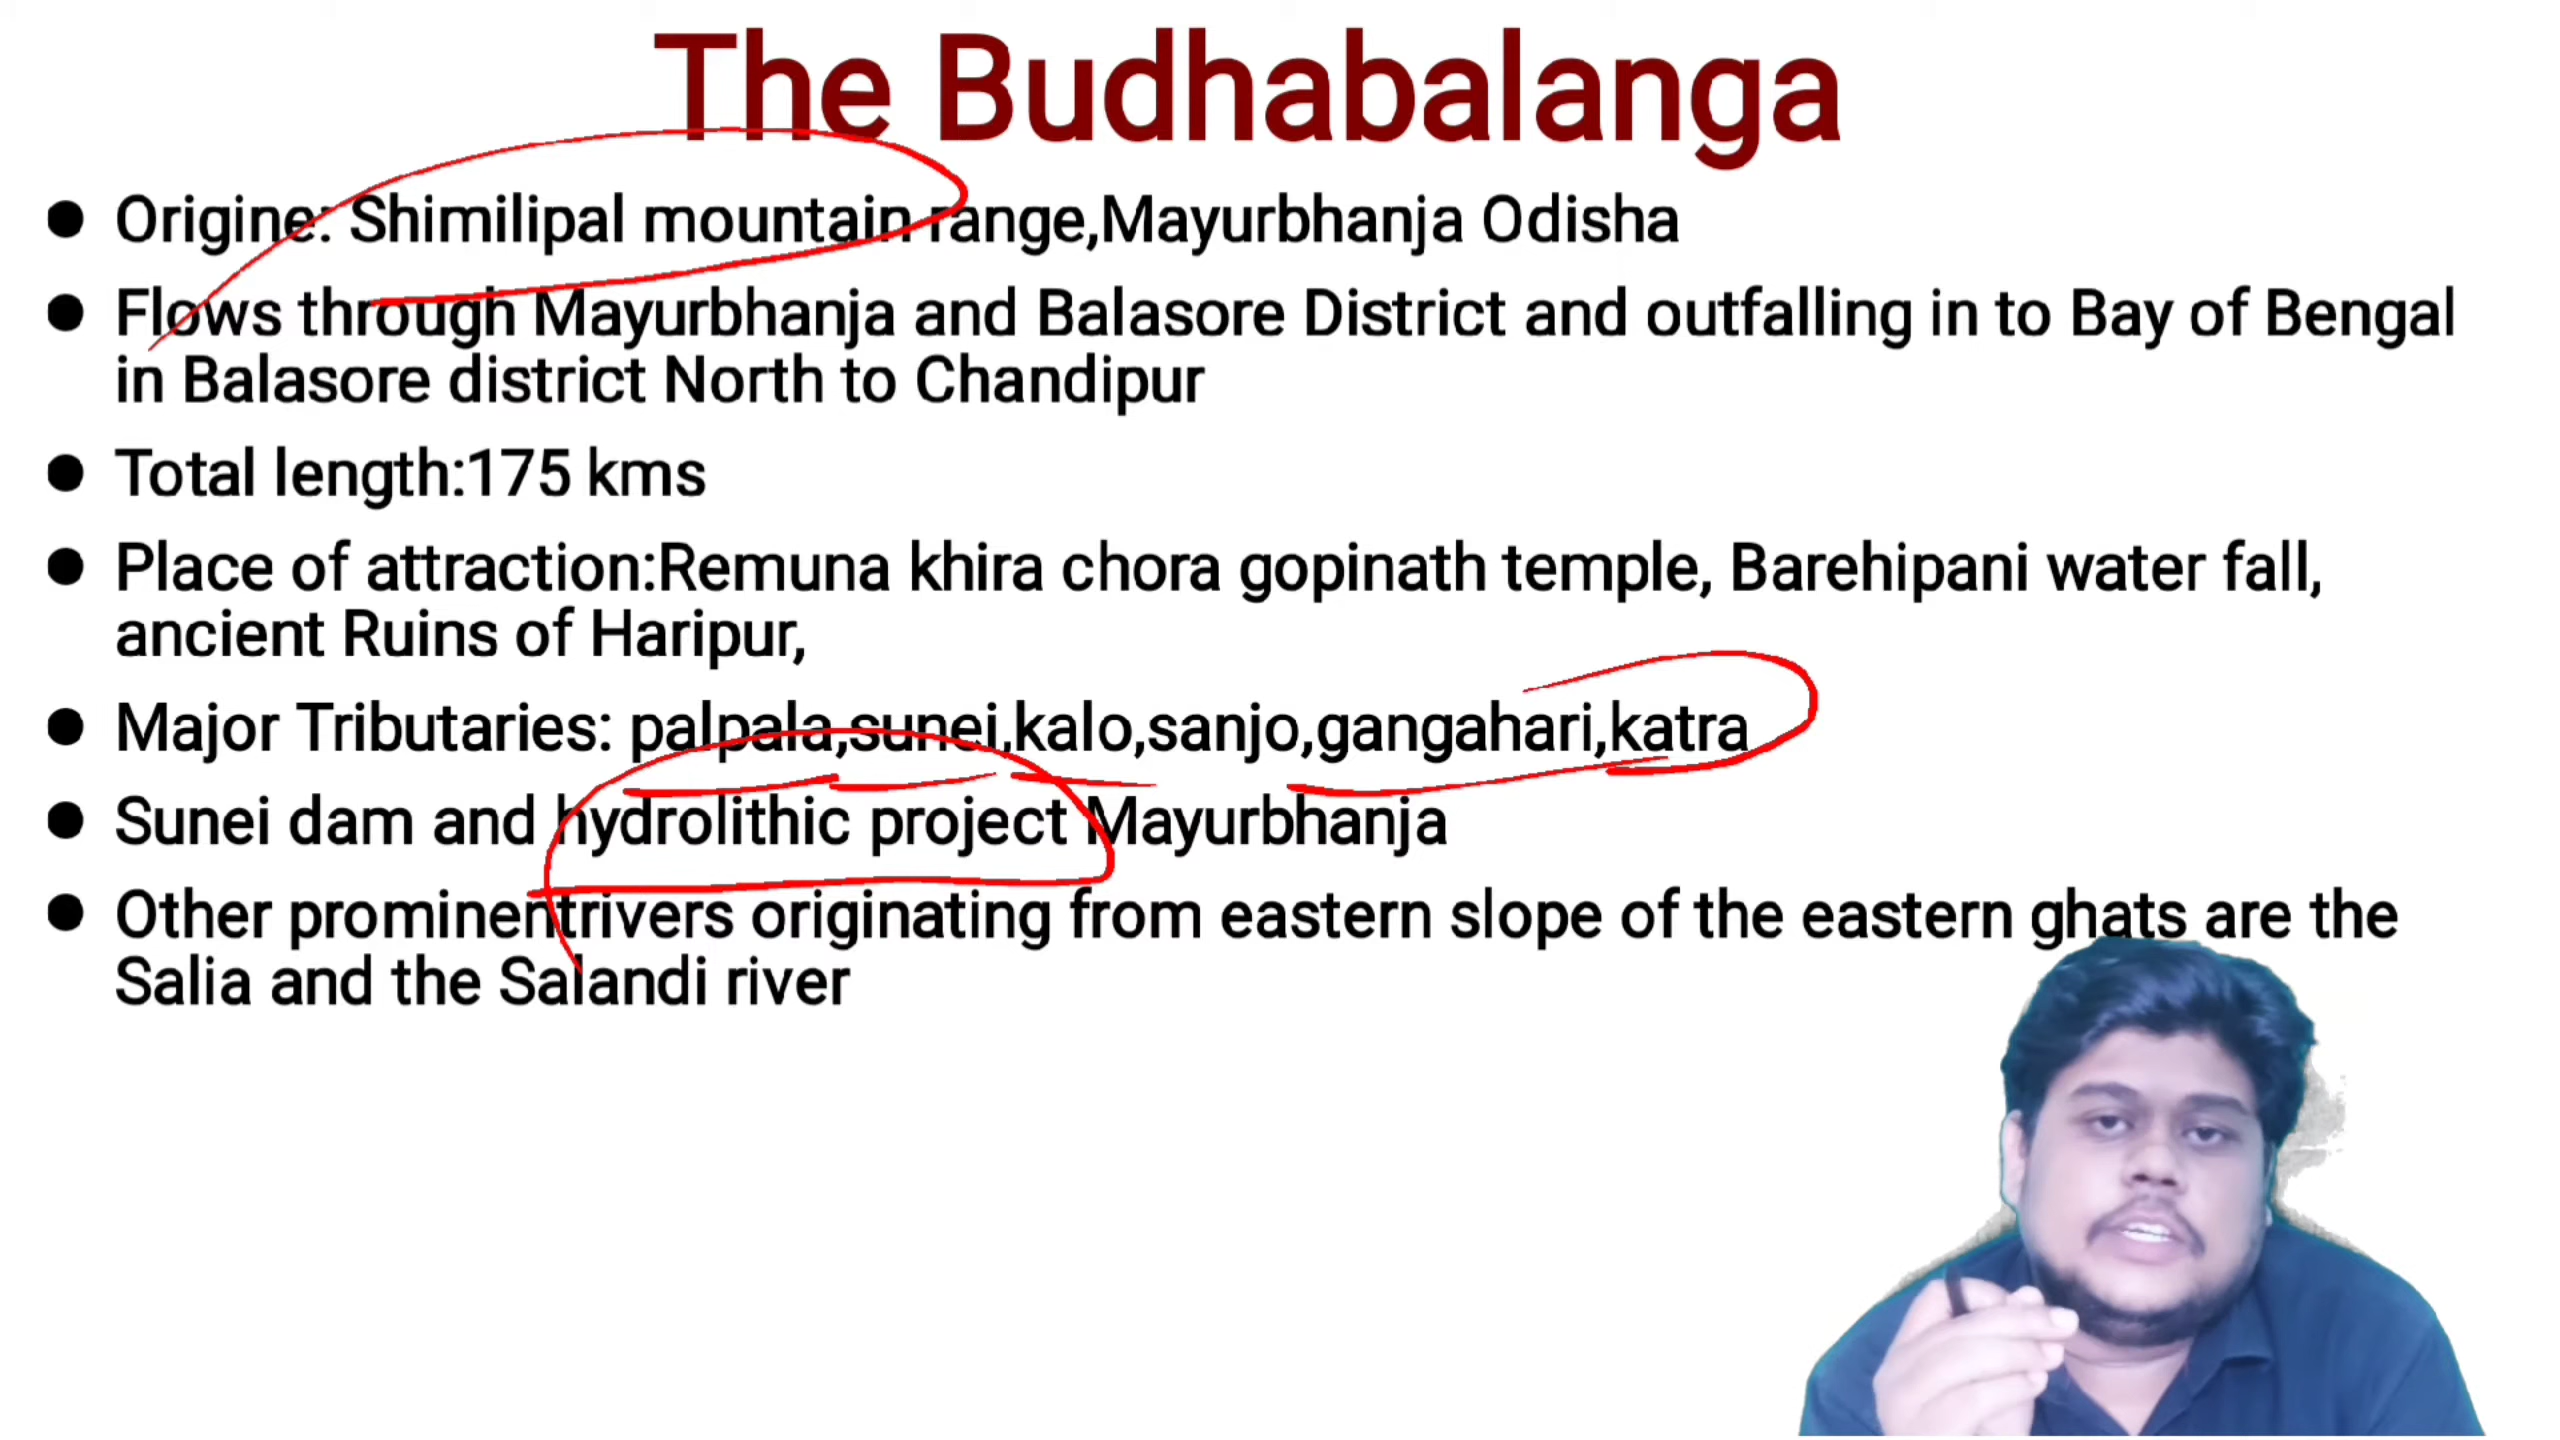 The Budhabalanga
● Origine: Shimilipal mountain range,Mayurbhanja Odisha
● Flows through Mayurbhanja and Balasore District and outfalling in to Bay of Bengal
in Balasore district North to Chandipur
● Total length:175 kms
● Place of attraction:Remuna khira chora gopinath temple, Barehipani water fall,
ancient Ruins of Haripur,
● Major Tributaries: palpala,sunei,kalo,sanjo,gangahari,katra
● Sunei dam and hydrolithic project Mayurbhanja
● Other prominentrivers originating from eastern slope of the eastern ghats are the
Salia and the Salandi river